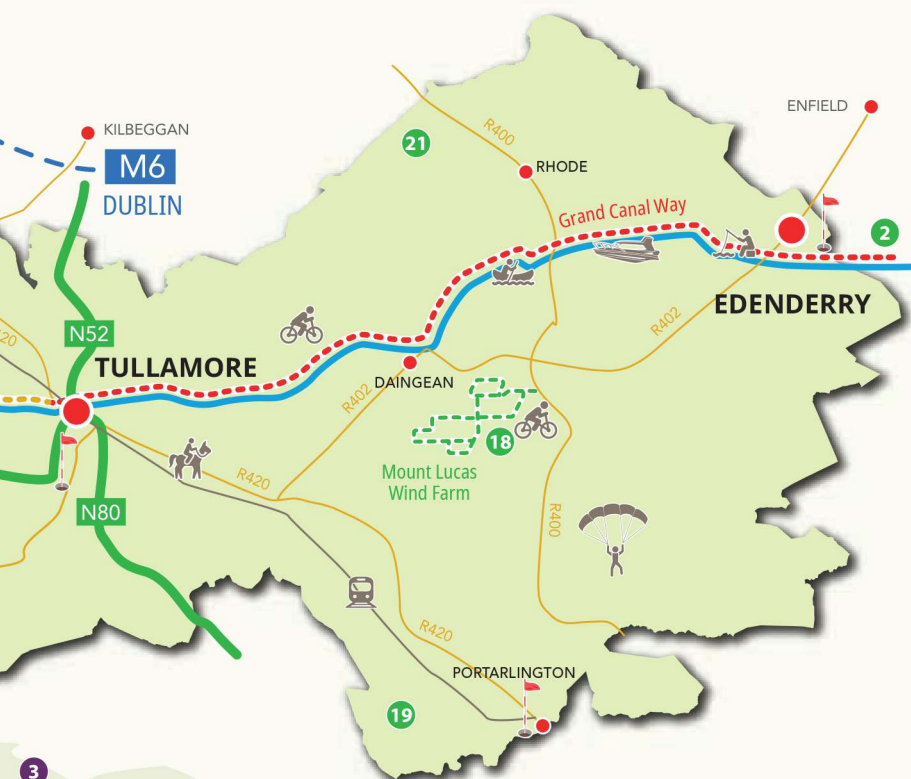 ENFIELD
KILBEGGAN
M6
DUBLIN
21
R400
RHODE
Grand Canal Way
2
EDENDERRY
N52
R402
20
TULLAMORE
DAINGEAN
R402
18
Mount Lucas
Wind Farm
R420
N80
R400
R420
PORTARLINGTON
19
3